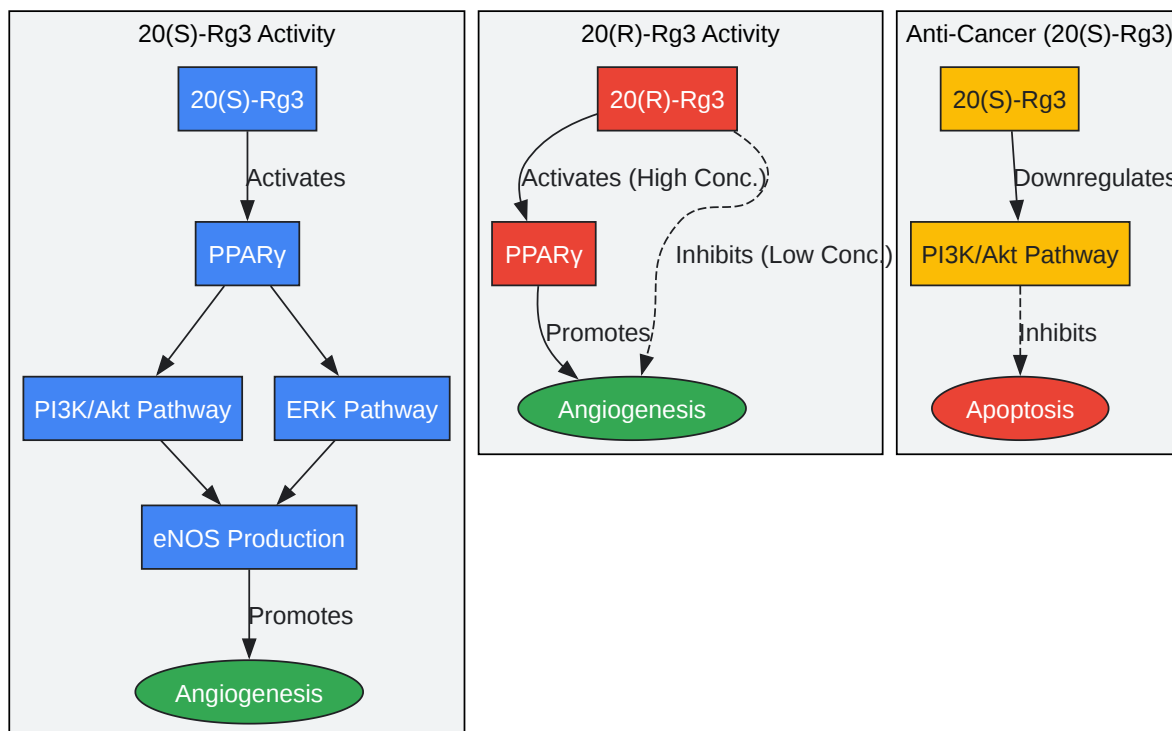 20(S)-Rg3 Activity
20(S)-Rg3
Activates
PPARγ
PI3K/Akt Pathway
ERK Pathway
eNOS Production
Promotes
Angiogenesis
20(R)-Rg3 Activity
20(R)-Rg3
Activates (High Conc.)
PPARγ
Inhibits (Low Conc.)
Promotes
Angiogenesis
Anti-Cancer (20(S)-Rg3)
20(S)-Rg3
Downregulates
PI3K/Akt Pathway
Inhibits
Apoptosis